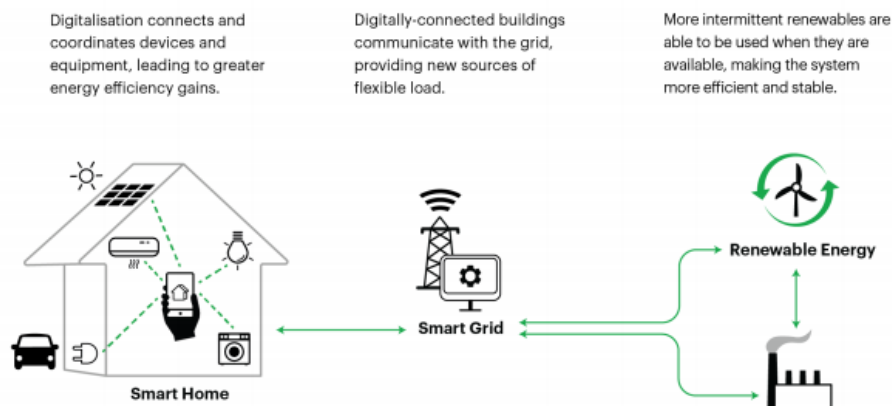 Digitalisation connects and
coordinates devices and
equipment, leading to greater
energy efficiency gains.
Digitally-connected buildings
communicate with the grid,
providing new sources of
flexible load.
More intermittent renewables are
able to be used when they are
available, making the system
more efficient and stable.
Renewable Energy
Smart Grid
Smart Home